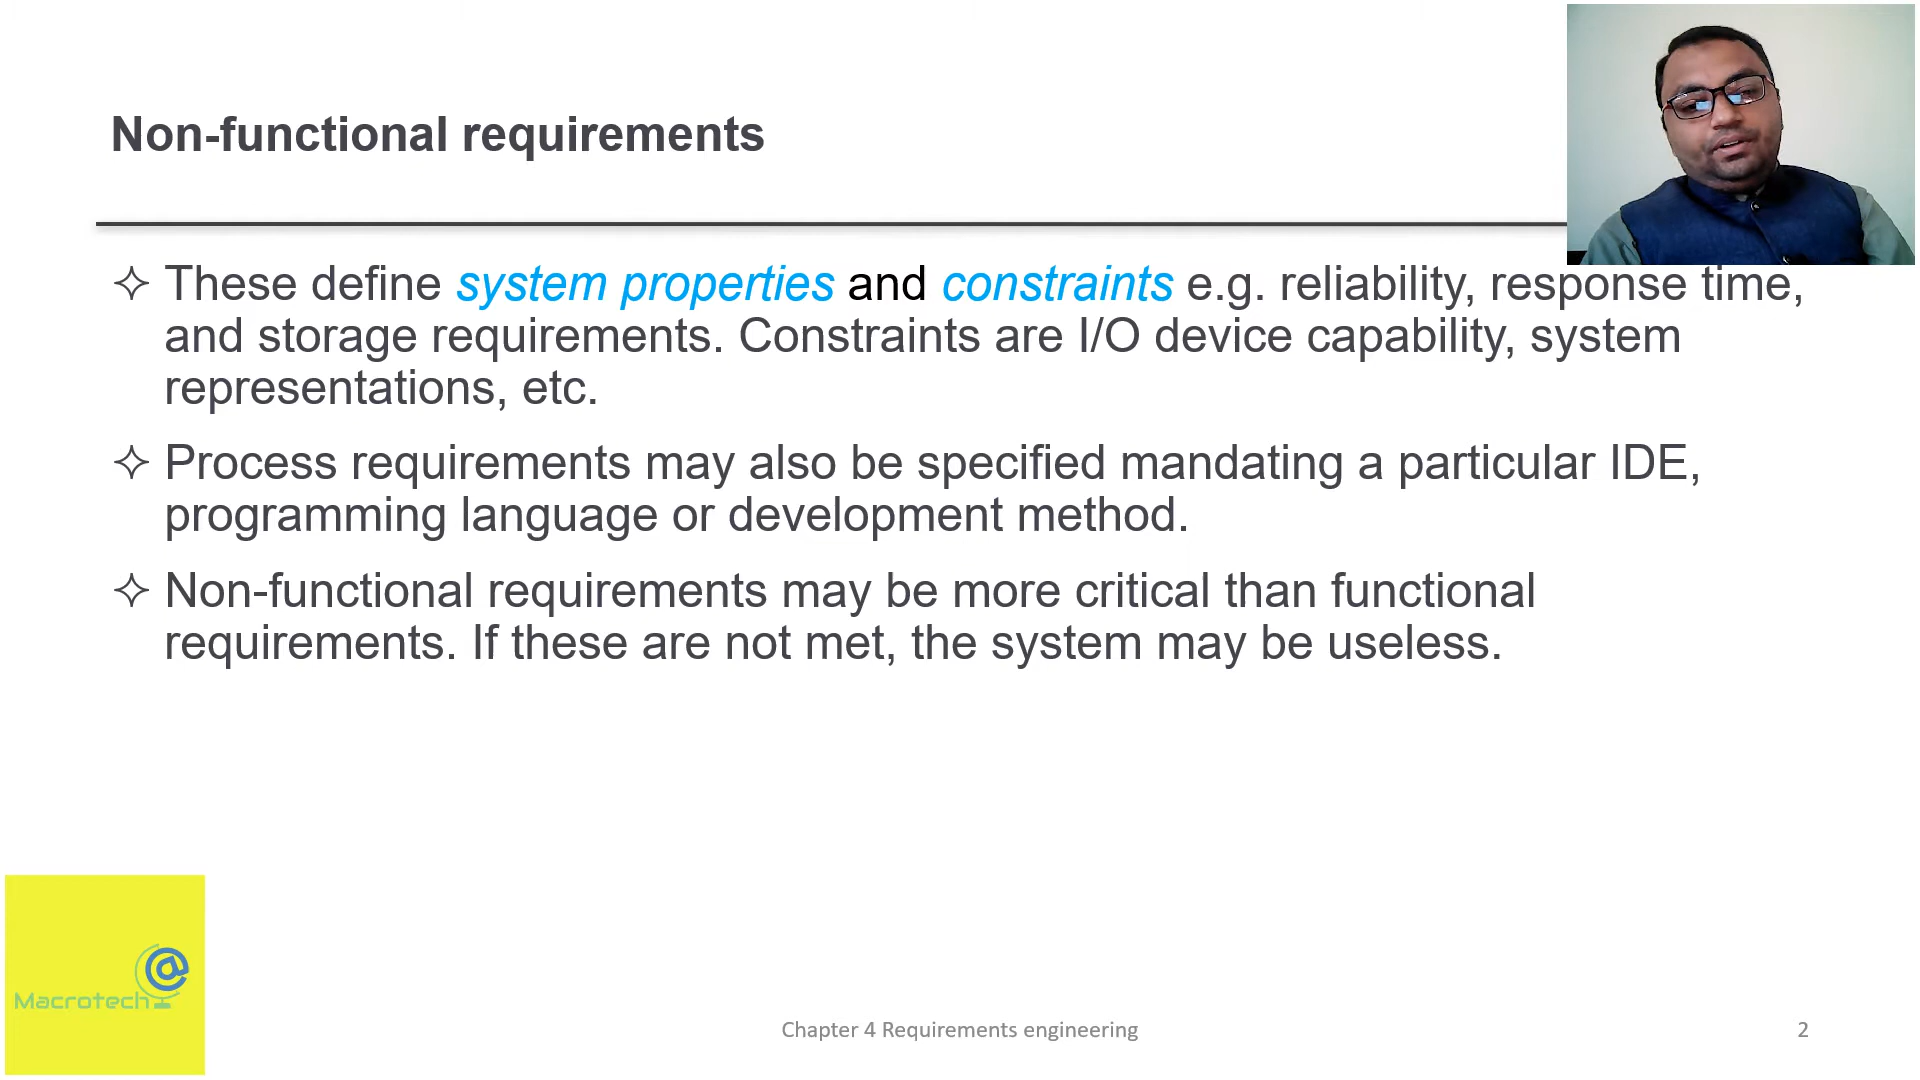 Non-functional requirements
These define system properties and constraints e.g. reliability, response time,
and storage requirements. Constraints are I/O device capability, system
representations, etc.
Process requirements may also be specified mandating a particular IDE,
programming language or development method.
Non-functional requirements may be more critical than functional
requirements. If these are not met, the system may be useless.
@
Macrotech
Chapter 4 Requirements engineering
2